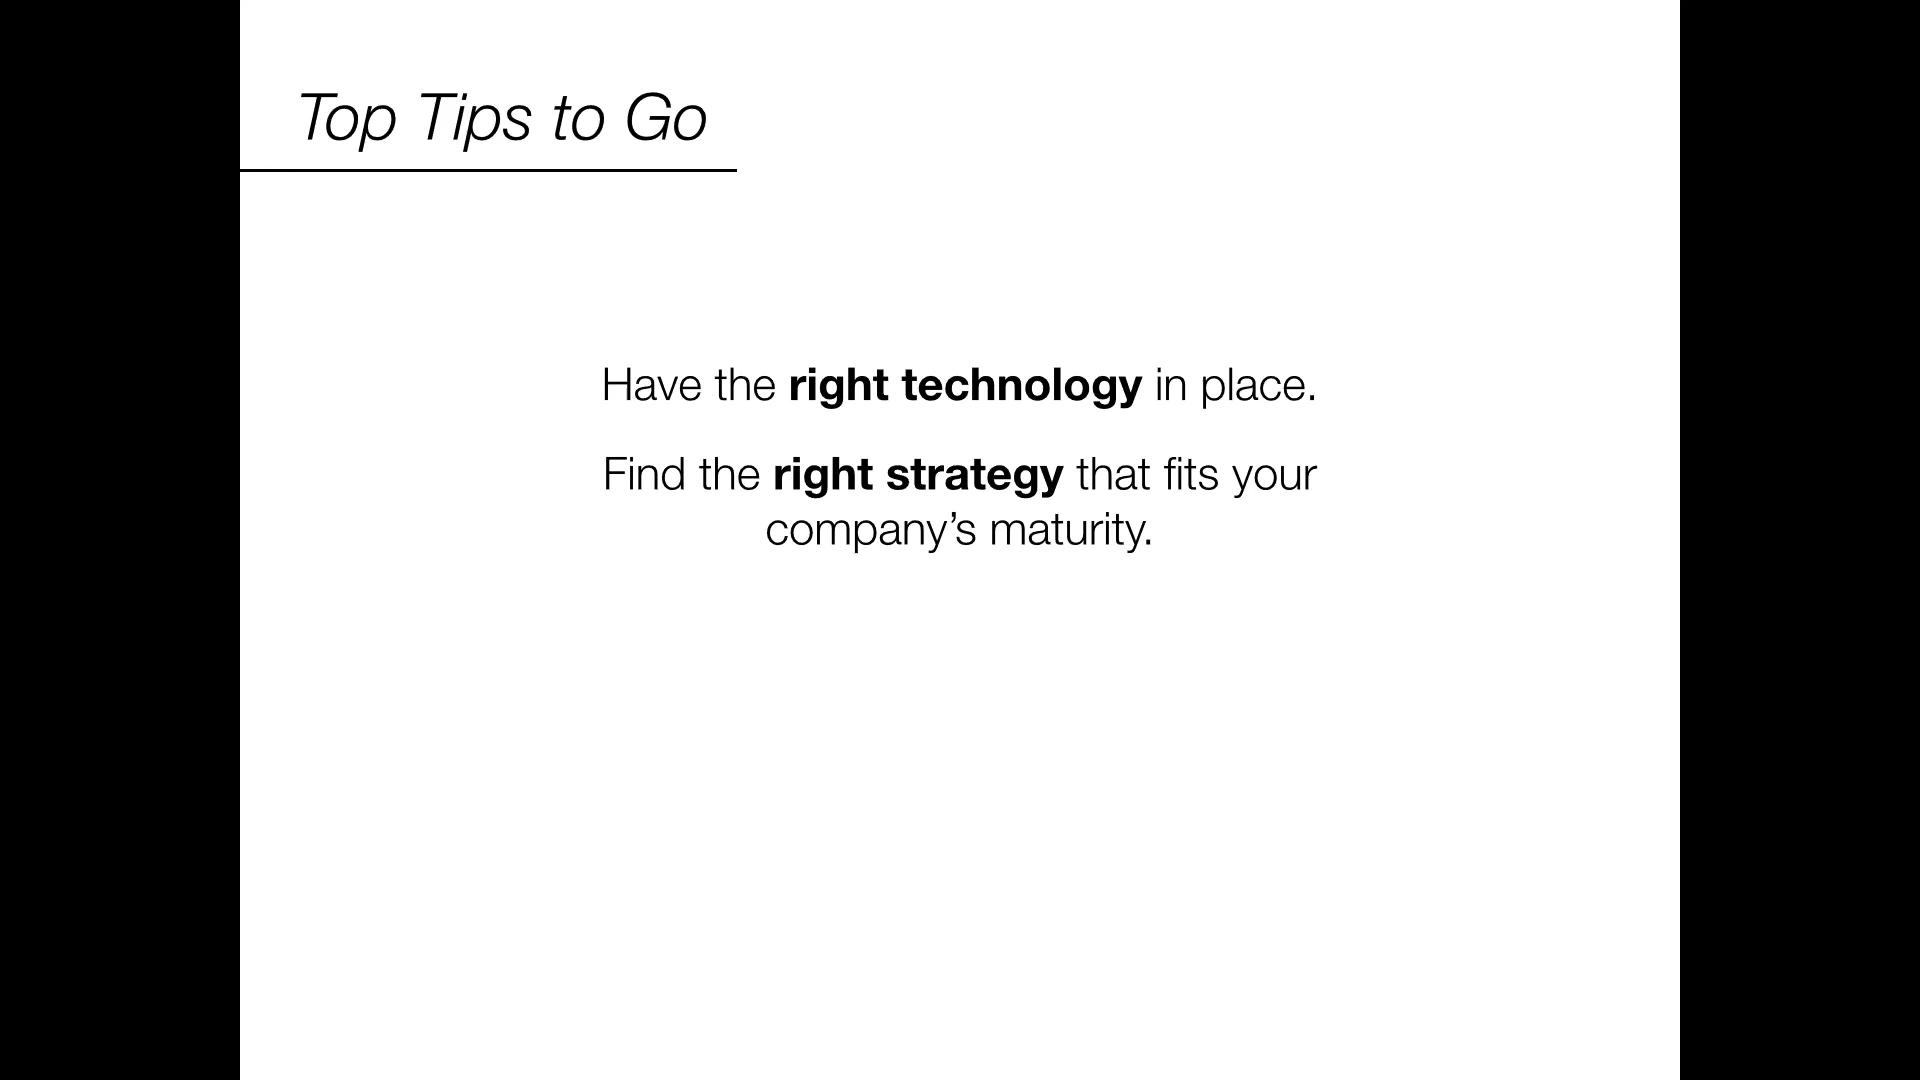 Top Tips to Go
Have the right technology in place.
Find the right strategy that fits your
company’s maturity.